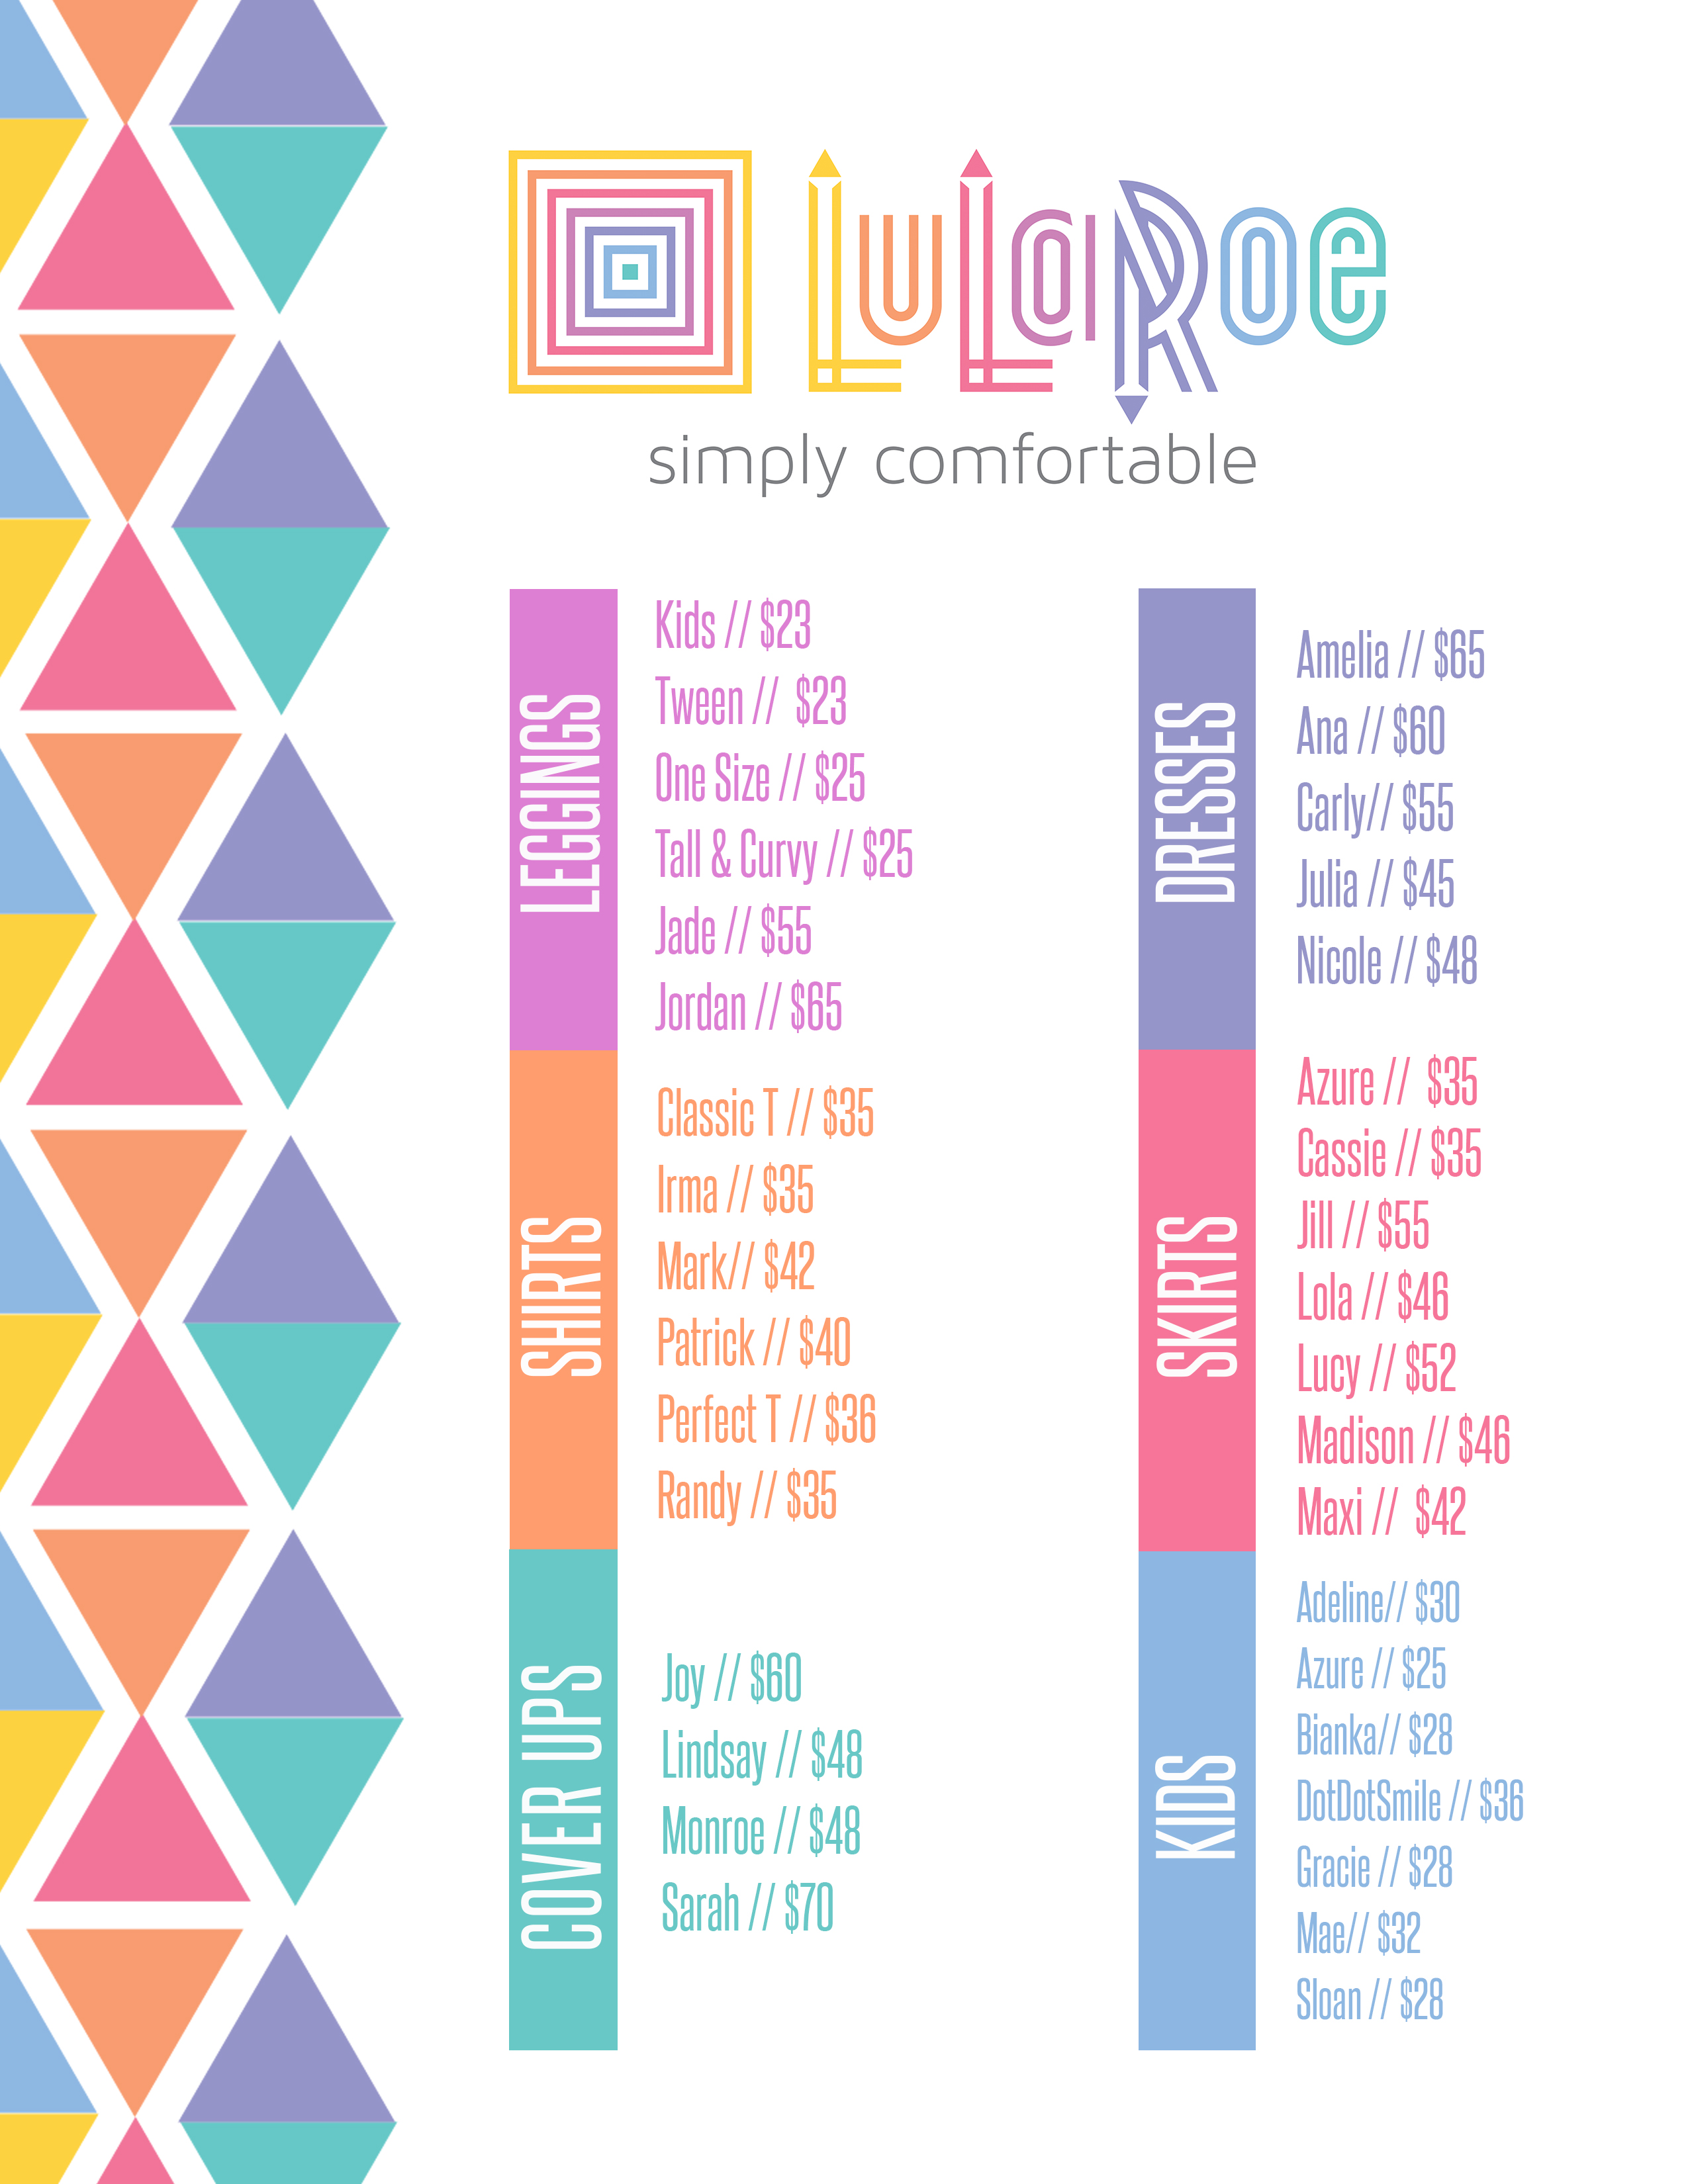 LuLaRoe
simply comfortable
LEGGINGS
Kids // $23
Tween // $23
One Size // $25
Tall & Curvy // $25
Jade // $55
Jordan // $65
SHIRTS
Classic T // $35
Irma // $35
Mark// $42
Patrick // $40
Perfect T // $36
Randy // $35
COVER UPS
Joy // $60
Lindsay // $48
Monroe // $48
Sarah // $70
DRESSES
Amelia // $65
Ana // $60
Carly// $55
Julia // $45
Nicole // $48
SKIRTS
Azure // $35
Cassie // $35
Jill // $55
Lola // $46
Lucy // $52
Madison // $46
Maxi // $42
KIDS
Adeline// $30
Azure // $25
Bianka// $28
DotDotSmile // $36
Gracie // $28
Mae// $32
Sloan // $28